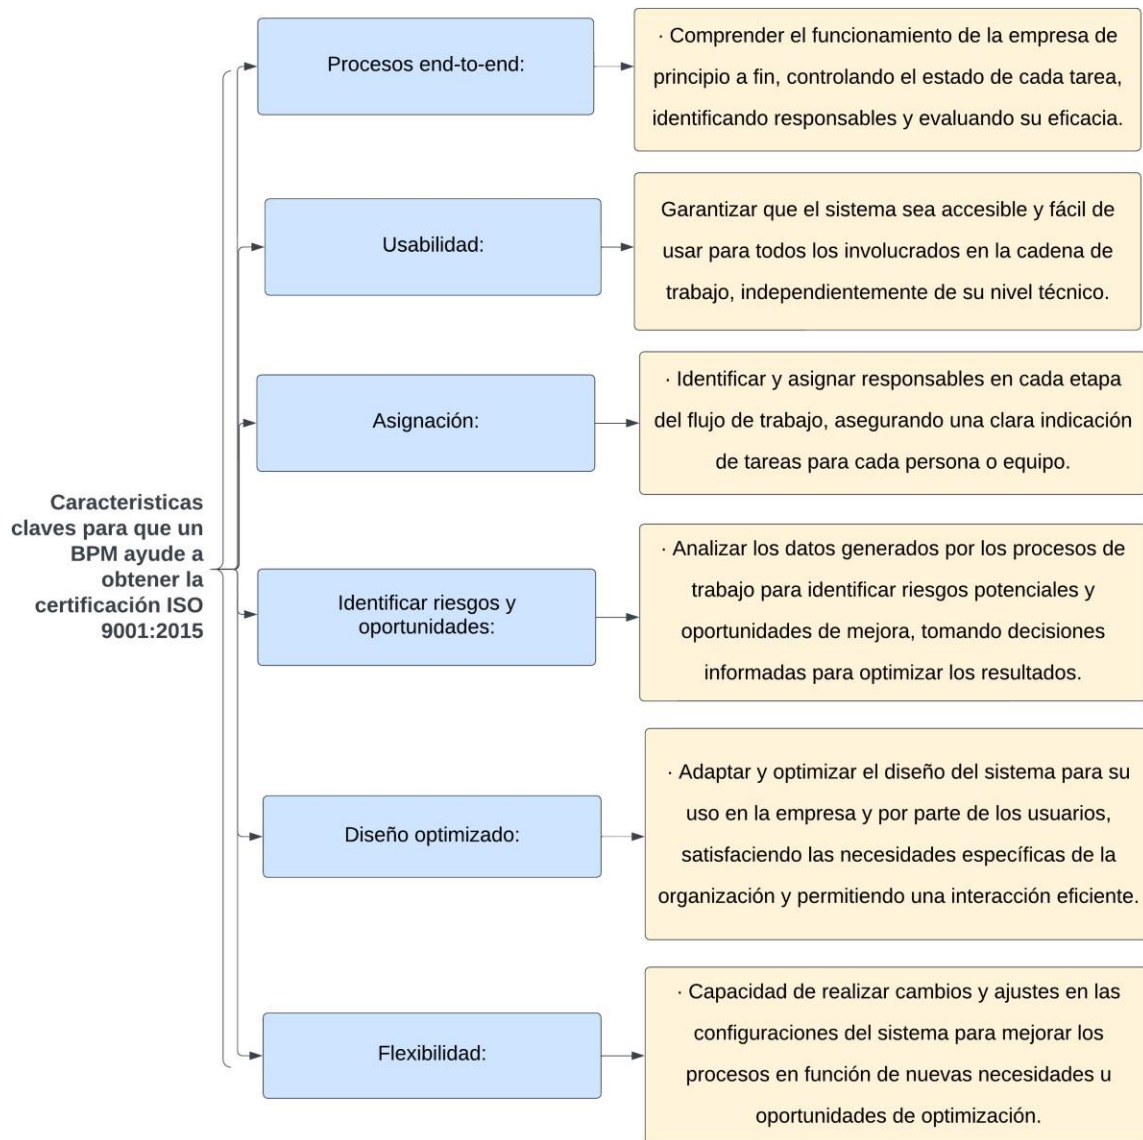 Procesos end-to-end:
· Comprender el funcionamiento de la empresa de
principio a fin, controlando el estado de cada tarea,
identificando responsables y evaluando su eficacia.
Usabilidad:
Garantizar que el sistema sea accesible y fácil de
usar para todos los involucrados en la cadena de
trabajo, independientemente de su nivel técnico.
Asignación:
· Identificar y asignar responsables en cada etapa
del flujo de trabajo, asegurando una clara indicación
de tareas para cada persona o equipo.
Caracteristicas
claves para que un
BPM ayude a
obtener la
certificación ISO
9001:2015
Identificar riesgos y
oportunidades:
· Analizar los datos generados por los procesos de
trabajo para identificar riesgos potenciales y
oportunidades de mejora, tomando decisiones
informadas para optimizar los resultados.
Diseño optimizado:
· Adaptar y optimizar el diseño del sistema para su
uso en la empresa y por parte de los usuarios,
satisfaciendo las necesidades específicas de la
organización y permitiendo una interacción eficiente.
Flexibilidad:
· Capacidad de realizar cambios y ajustes en las
configuraciones del sistema para mejorar los
procesos en función de nuevas necesidades u
oportunidades de optimización.